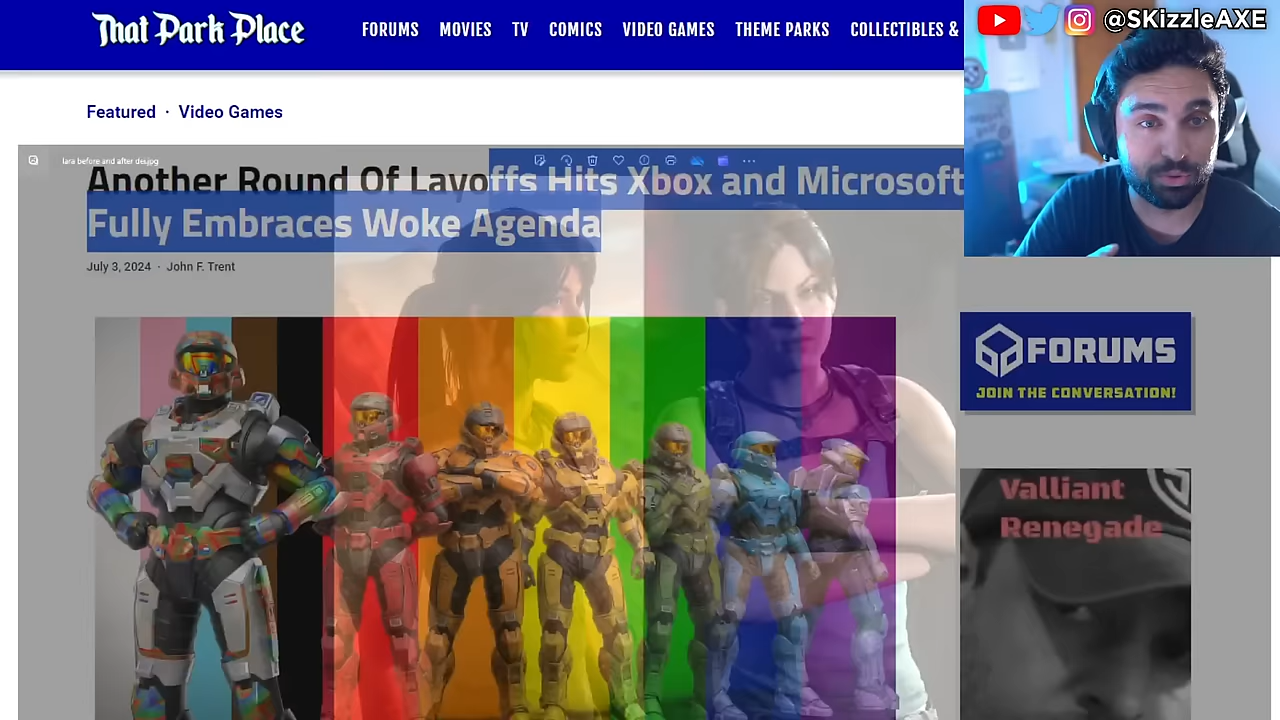 That Park Place
FORUMS MOVIES TV COMICS VIDEO GAMES THEME PARKS COLLECTIBLES &
@SKizzleAXE
Featured · Video Games
lara before and after dei.jpg
Another Round Of Layoffs Hits Xbox and Microsoft
Fully Embraces Woke Agenda
July 3, 2024 · John F. Trent
FORUMS
JOIN THE CONVERSATION!
Valliant
Renegade